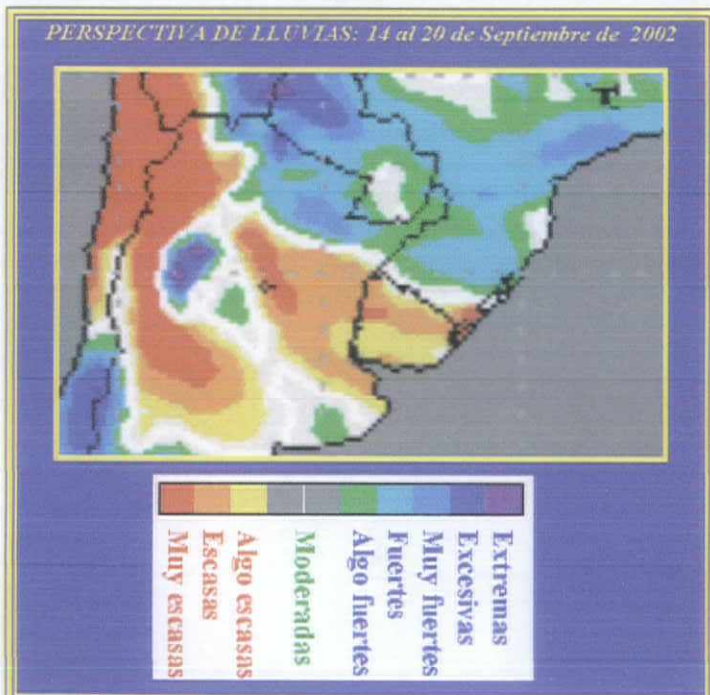 PERSPECTIVA DE LLUVIAS: 14 al 20 de Septiembre de 2002
Muy escasas
Escasas
Algo escasas
Moderadas
Algo fuertes
Fuertes
Muy fuertes
Excesivas
Extremas